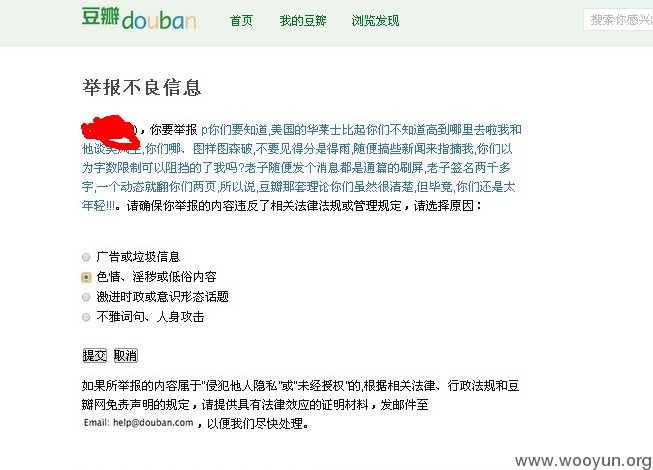 豆瓣douban 首页 我的豆瓣 浏览发现 搜索你感兴
举报不良信息
，你要举报 p你们要知道,美国的华莱士比起你们不知道高到哪里去啦我和
他谈笑风生,你们哪、图样图森破,不要见得分是得雨,随便搞些新闻来指摘我,你们以
为字数限制可以阻挡的了我吗?老子随便发个消息都是通篇的刷屏,老子签名两千多
字,一个动态就翻你们两页,所以说,豆瓣那套理论你们虽然很清楚,但毕竟,你们还是太
年轻!!!。请确保你举报的内容违反了相关法律法规或管理规定，请选择原因：
广告或垃圾信息
色情、淫秽或低俗内容
激进时政或意识形态话题
不雅词句、人身攻击
提交 取消
如果所举报的内容属于"侵犯他人隐私"或"未经授权"的,根据相关法律、行政法规和豆
瓣网免责声明的规定，请提供具有法律效应的证明材料，发邮件至
Email: help@douban.com ，以便我们尽快处理。
www.wooyun.org